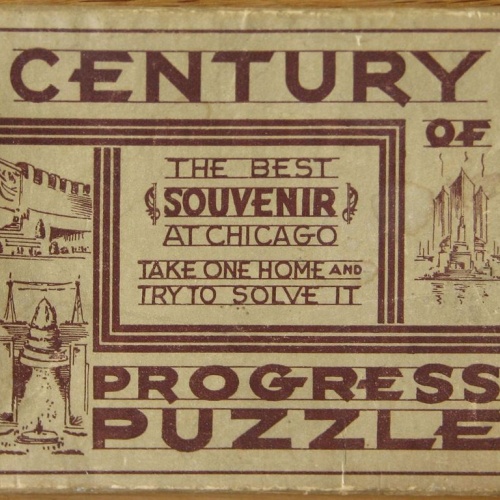 CENTURY
OF
THE BEST
SOUVENIR
AT CHICAGO
TAKE ONE HOME AND
TRY TO SOLVE IT
PROGRESS
PUZZLE